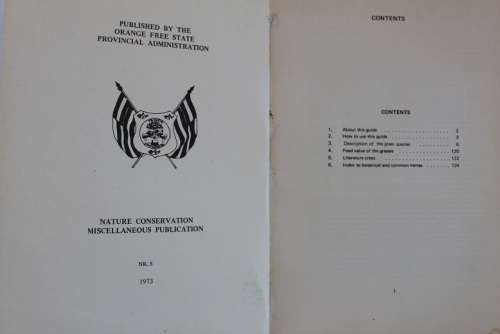 PUBLISHED BY THE
ORANGE FREE STATE
PROVINCIAL ADMINISTRATION
NATURE CONSERVATION
MISCELLANEOUS PUBLICATION
NR. 5
1973
CONTENTS
CONTENTS
1. About this guide . . . . . . . . . . . . . . . . . . . . 2
2. How to use this guide . . . . . . . . . . . . . . . . . . 3
3. Description of the grass species . . . . . . . . . . . . 6
4. Feed value of the grasses . . . . . . . . . . . . . . . . 120
5. Literature cited . . . . . . . . . . . . . . . . . . . . 122
6. Index to botanical and common names . . . . . . . 124
1